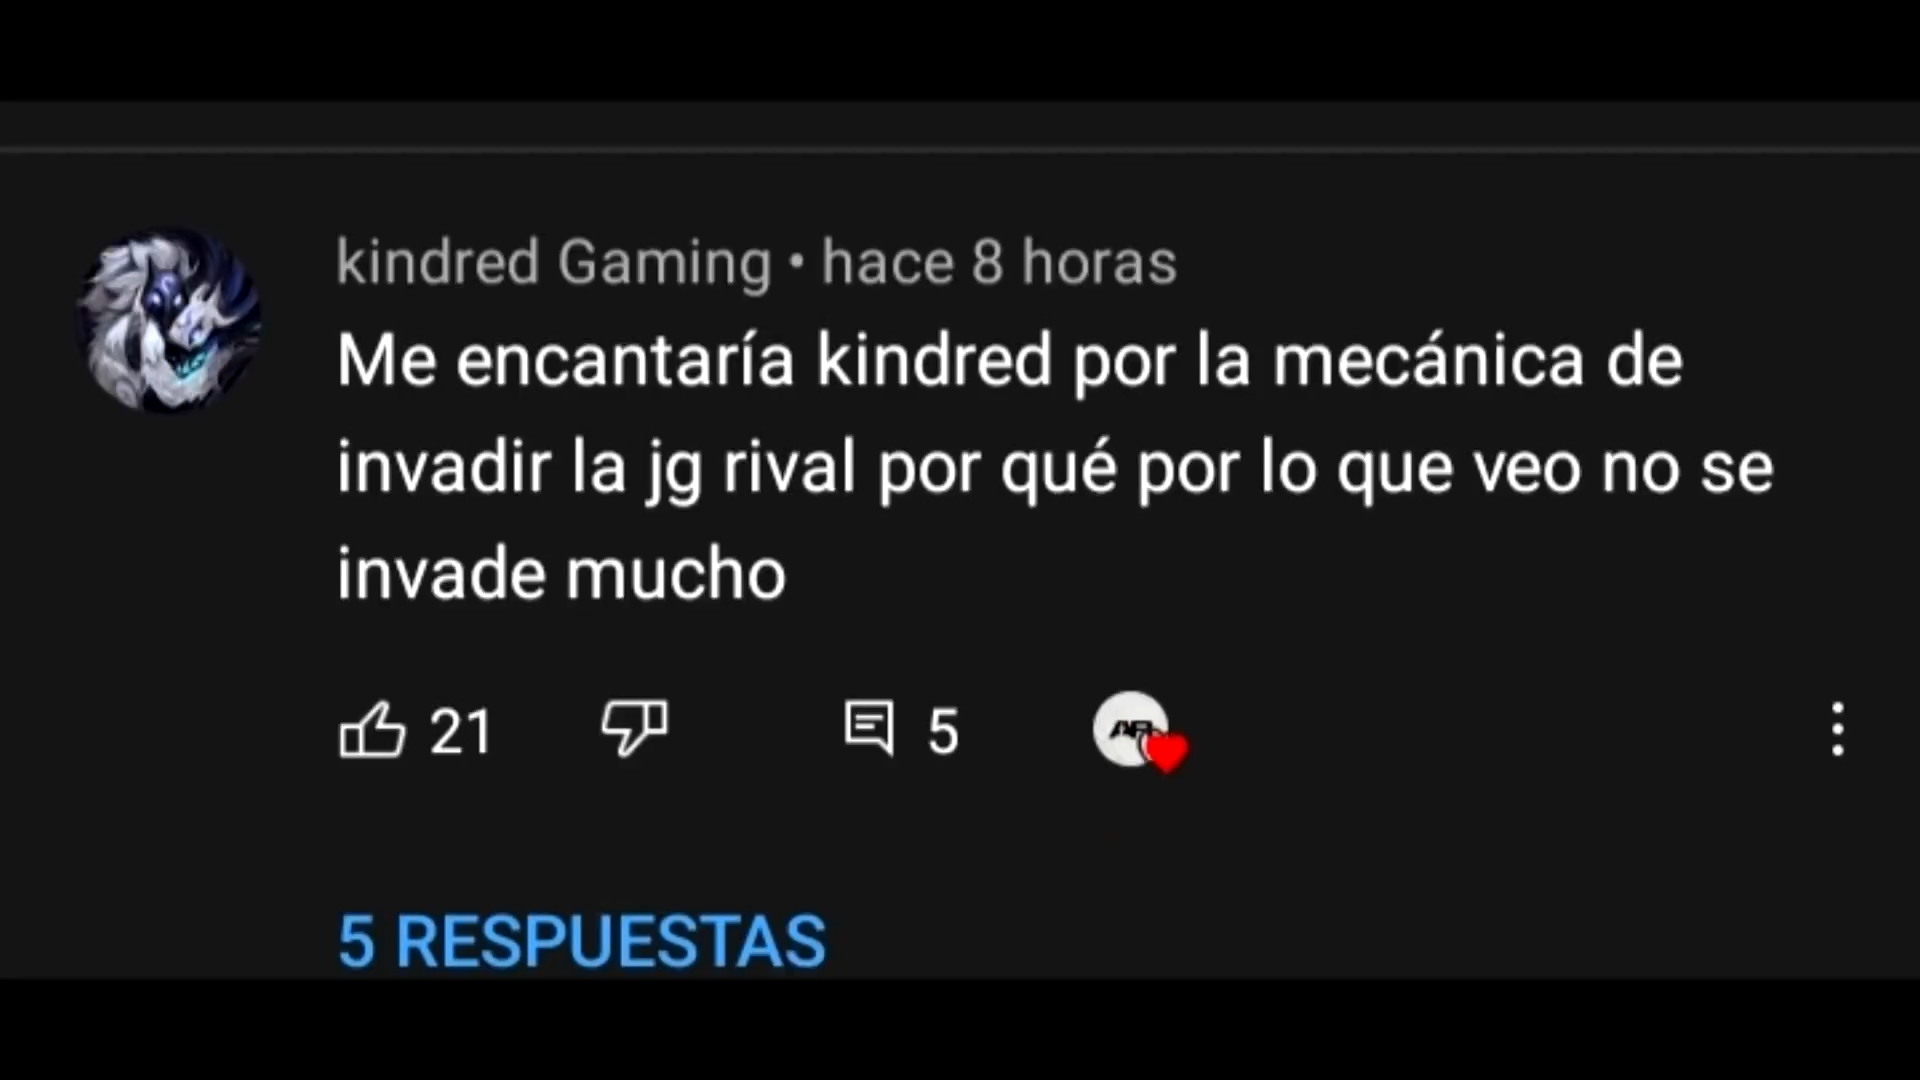 kindred Gaming • hace 8 horas
Me encantaría kindred por la mecánica de
invadir la jg rival por qué por lo que veo no se
invade mucho
21
5
5 RESPUESTAS